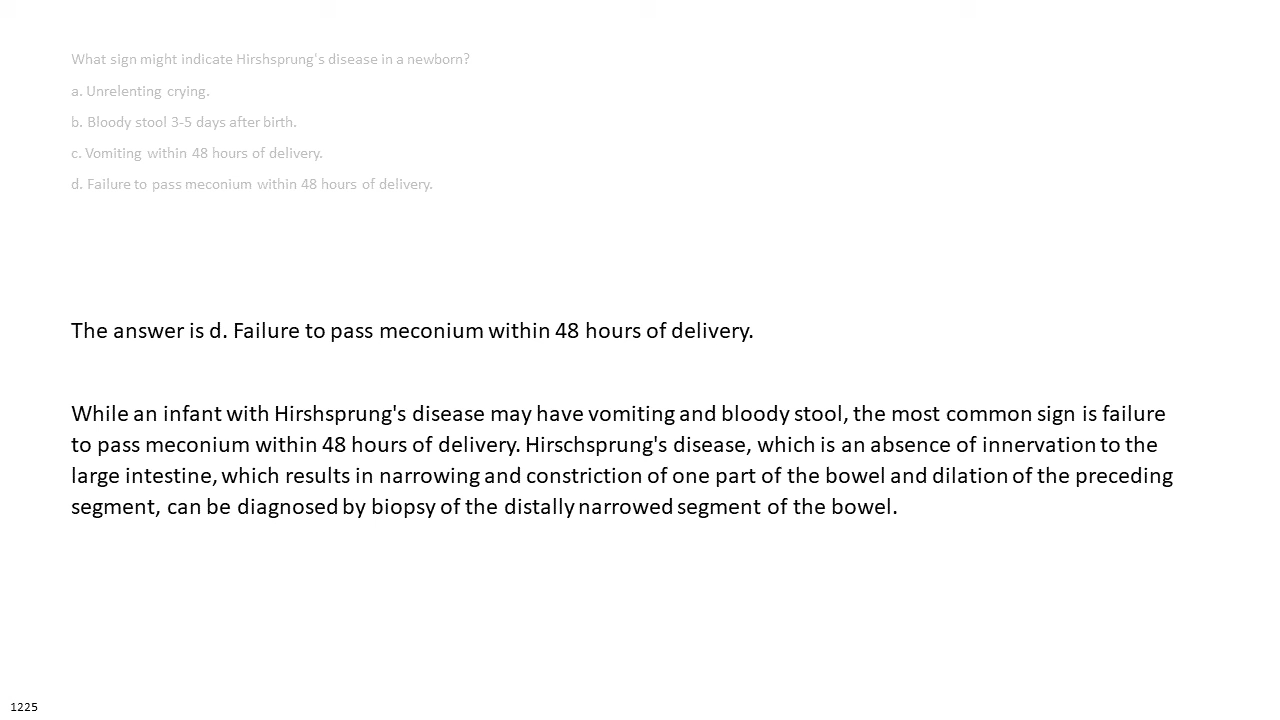 What sign might indicate Hirshsprung's disease in a newborn?
a. Unrelenting crying.
b. Bloody stool 3-5 days after birth.
c. Vomiting within 48 hours of delivery.
d. Failure to pass meconium within 48 hours of delivery.
The answer is d. Failure to pass meconium within 48 hours of delivery.
While an infant with Hirshsprung's disease may have vomiting and bloody stool, the most common sign is failure
to pass meconium within 48 hours of delivery. Hirschsprung's disease, which is an absence of innervation to the
large intestine, which results in narrowing and constriction of one part of the bowel and dilation of the preceding
segment, can be diagnosed by biopsy of the distally narrowed segment of the bowel.
1225